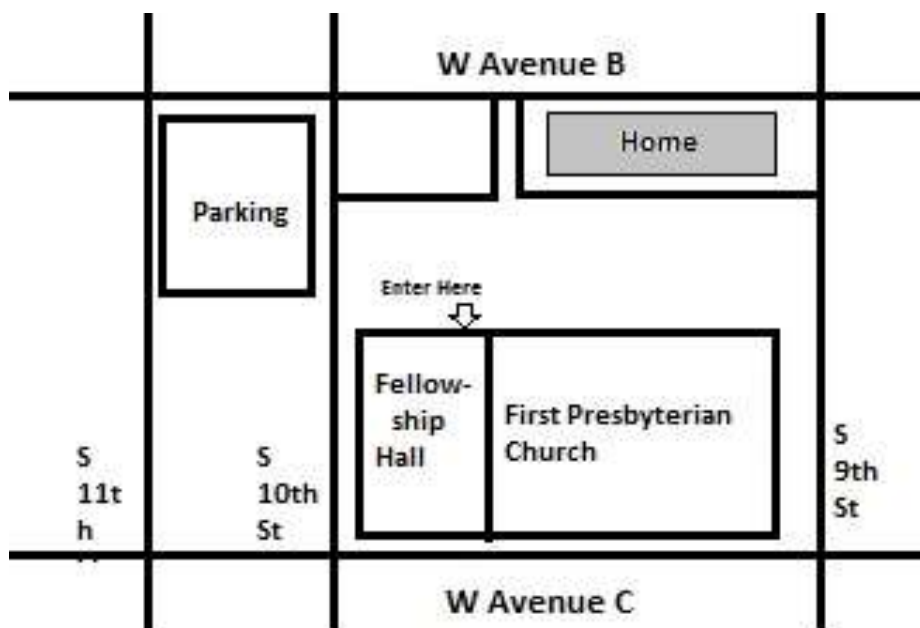 W Avenue B
Home
Parking
Enter Here
Fellow-
ship
Hall
First Presbyterian
Church
S
11t
h
S
10th
St
S
9th
St
W Avenue C